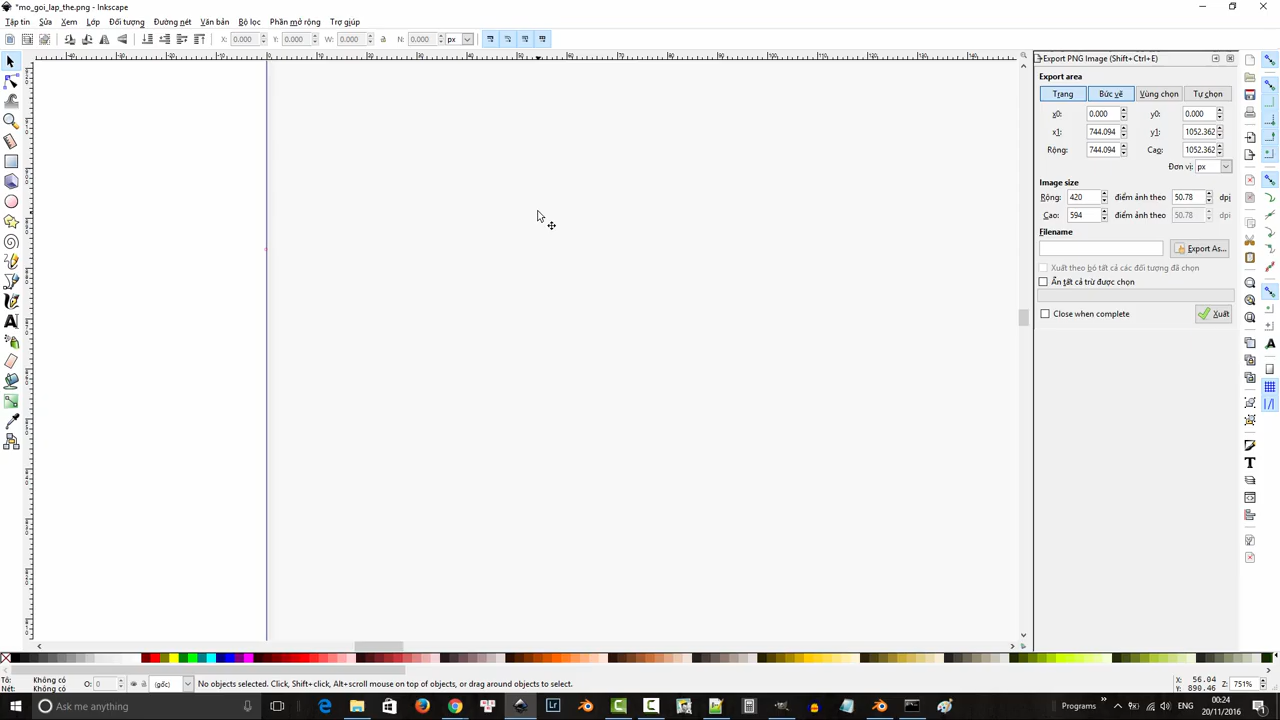 *mo_goi_lap_the.png - Inkscape
Tập tin Sửa Xem Lớp Đối tượng Đường nét Văn bản Bộ lọc Phần mở rộng Trợ giúp
X: 0.000 Y: 0.000 W: 0.000 N: 0.000 px
Export PNG Image (Shift+Ctrl+E)
Export area
Trang Bức vẽ Vùng chọn Tự chọn
x0: 0.000 y0: 0.000
x1: 744.094 y1: 1052.362
Rộng: 744.094 Cao: 1052.362
Đơn vị: px
Image size
Rộng: 420 điểm ảnh theo 50.78 dpi
Cao: 594 điểm ảnh theo 50.78 dpi
Filename
Export As...
Xuất theo bó tất cả các đối tượng đã chọn
Ẩn tất cả trừ được chọn
Close when complete Xuất
Tô: Không có
Nét: Không có
O: 0 (gốc) No objects selected. Click, Shift+click, Alt+scroll mouse on top of objects, or drag around objects to select.
X: 56.04
Y: 890.46
Z: 751%
Ask me anything
Programs ENG 00:24
20/11/2016